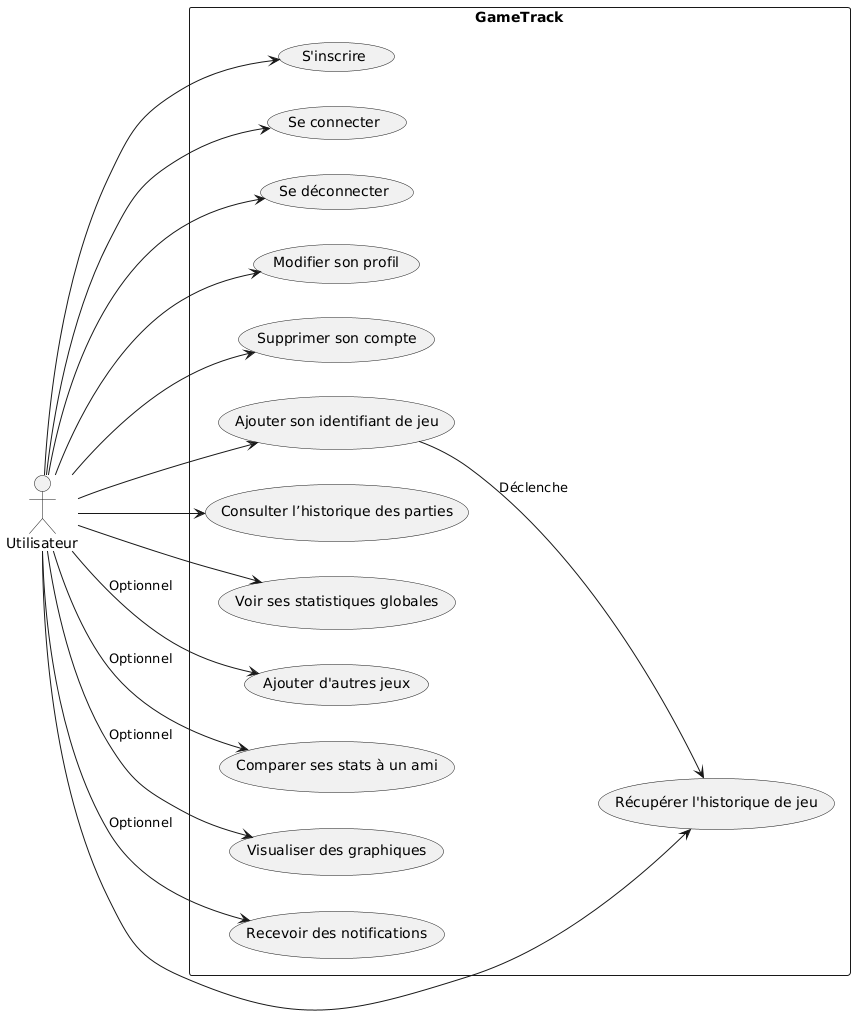 GameTrack
S'inscrire
Se connecter
Se déconnecter
Modifier son profil
Supprimer son compte
Ajouter son identifiant de jeu
Déclenche
Consulter l’historique des parties
Utilisateur
Optionnel
Voir ses statistiques globales
Optionnel
Ajouter d'autres jeux
Optionnel
Comparer ses stats à un ami
Récupérer l'historique de jeu
Optionnel
Visualiser des graphiques
Recevoir des notifications